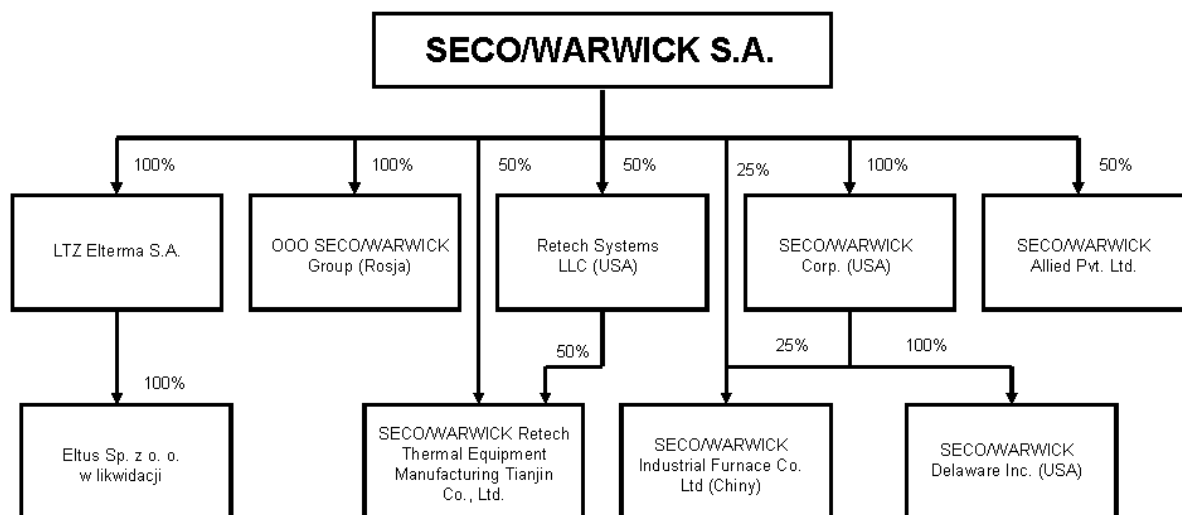 SECO/WARWICK S.A.
100%
100%
50%
50%
25%
100%
50%
LTZ Elterma S.A.
OOO SECO/WARWICK
Group (Rosja)
Retech Systems
LLC (USA)
SECO/WARWICK
Corp. (USA)
SECO/WARWICK
Allied Pvt. Ltd.
100%
50%
25%
100%
Eltus Sp. z o. o.
w likwidacji
SECO/WARWICK Retech
Thermal Equipment
Manufacturing Tianjin
Co., Ltd.
SECO/WARWICK
Industrial Furnace Co.
Ltd (Chiny)
SECO/WARWICK
Delaware Inc. (USA)